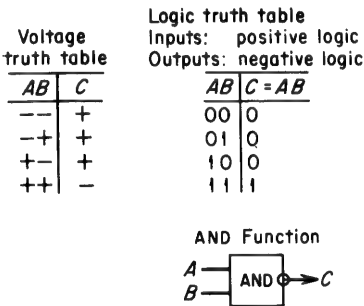 Voltage
truth table
AB C
-- +
-+ +
+- +
++ -
Logic truth table
Inputs: positive logic
Outputs: negative logic
AB C = AB
00 0
01 0
10 0
11 1
AND Function
A
B
AND
C